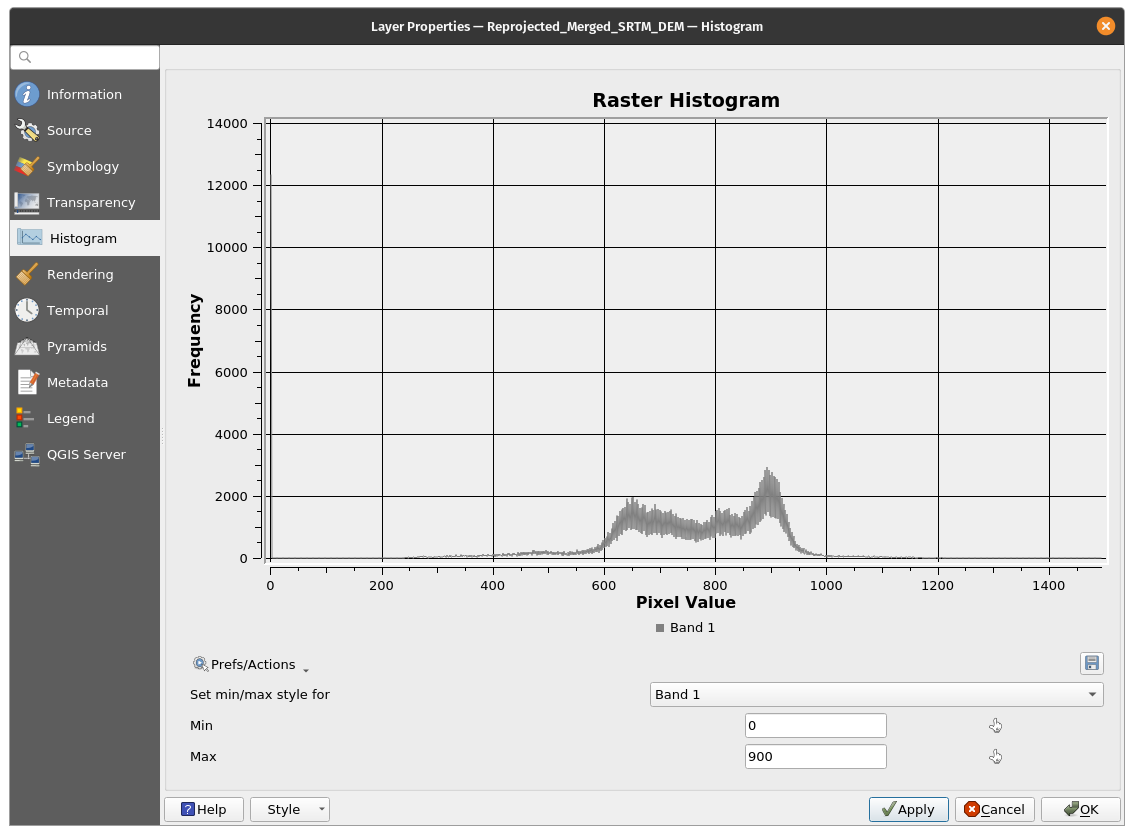 Layer Properties — Reprojected_Merged_SRTM_DEM — Histogram
Information
Source
Symbology
Transparency
Histogram
Rendering
Temporal
Pyramids
Metadata
Legend
QGIS Server
Raster Histogram
Frequency
14000
12000
10000
8000
6000
4000
2000
0
0 200 400 600 800 1000 1200 1400
Pixel Value
Band 1
Prefs/Actions
Set min/max style for Band 1
Min 0
Max 900
Help Style Apply Cancel OK